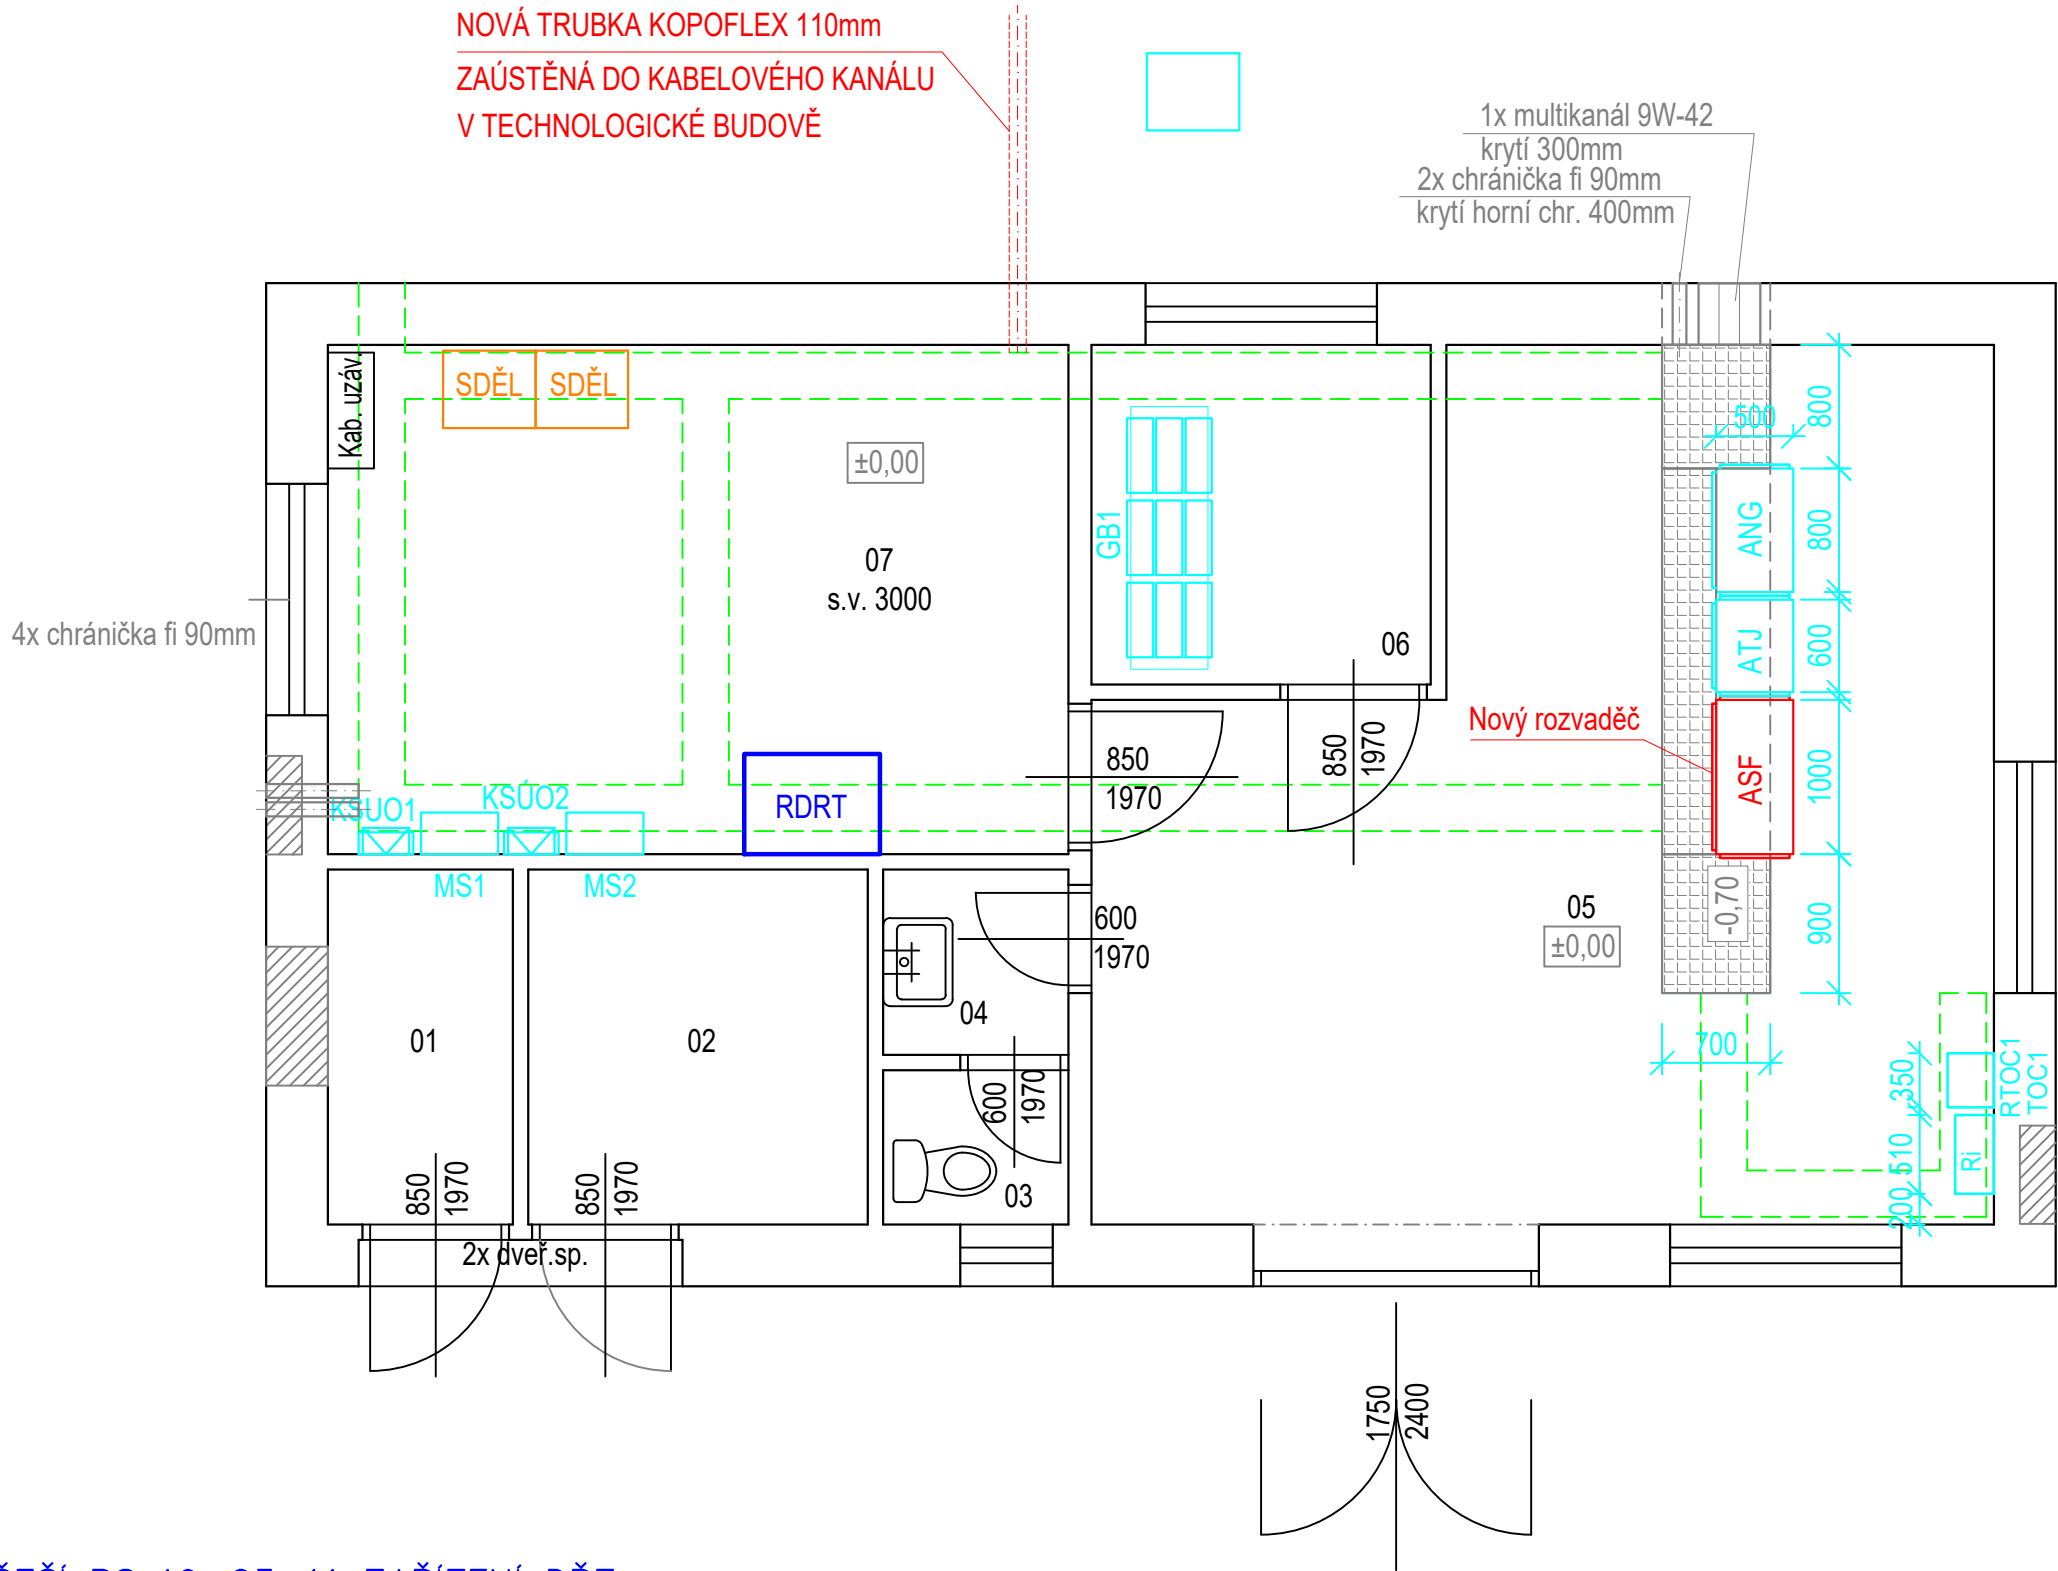 NOVÁ TRUBKA KOPOFLEX 110mm
ZAÚSTĚNÁ DO KABELOVÉHO KANÁLU
V TECHNOLOGICKÉ BUDOVĚ
1x multikanál 9W-42
krytí 300mm
2x chránička fi 90mm
krytí horní chr. 400mm
Kab. uzáv.
SDĚL
SDĚL
±0,00
07
s.v. 3000
4x chránička fi 90mm
GB1
06
500
800
ANG
800
ATJ
600
Nový rozvaděč
ASF
1000
850
1970
850
1970
KSUO1
KSUO2
RDRT
MS1
MS2
600
1970
05
±0,00
-0,70
900
01
02
04
600
1970
03
700
350
RTOC1
TOC1
510
Ri
200
850
1970
850
1970
2x dveř.sp.
1750
2400